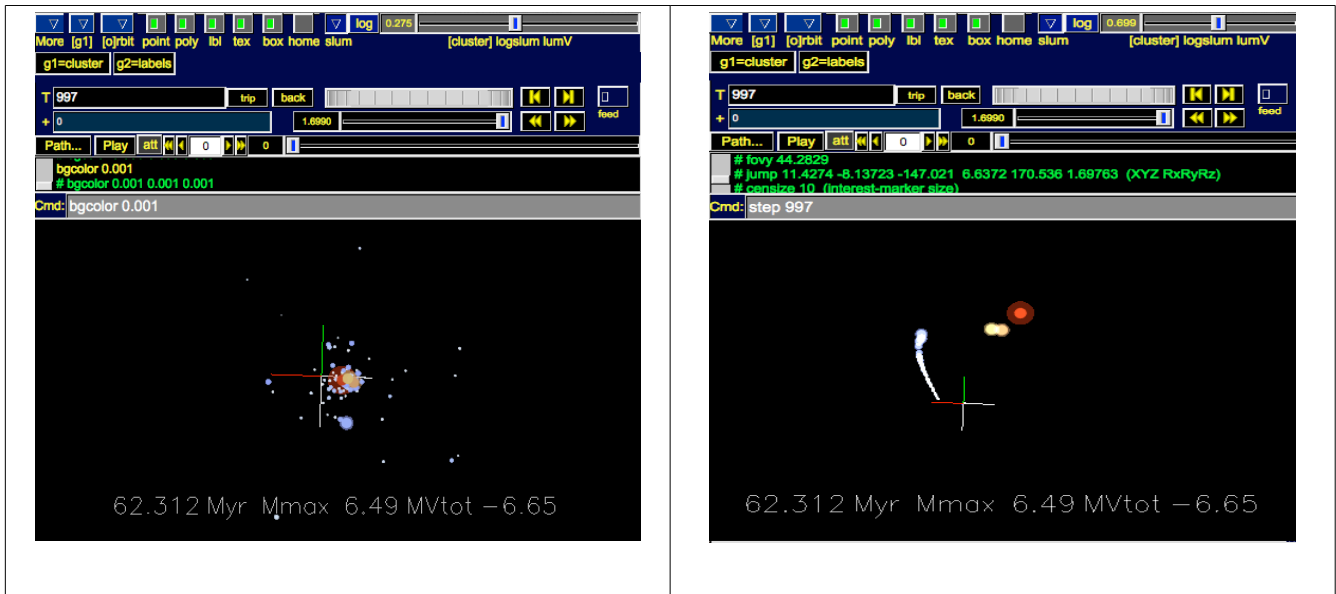 log 0.275
More [g1] [o]rbit point poly lbl tex box home slum [cluster] logslum lumV
g1=cluster g2=labels
T 997 trip back
feed
+ 0 1.6990
Path... Play att 0 0
bgcolor 0.001
# bgcolor 0.001 0.001 0.001
Cmd: bgcolor 0.001
62.312 Myr Mmax 6.49 MVtot −6.65
log 0.699
More [g1] [o]rbit point poly lbl tex box home slum [cluster] logslum lumV
g1=cluster g2=labels
T 997 trip back
feed
+ 0 1.6990
Path... Play att 0 0
# fovy 44.2829
# jump 11.4274 -8.13723 -147.021 6.6372 170.536 1.69763 (XYZ RxRyRz)
# censize 10 (interest-marker size)
Cmd: step 997
62.312 Myr Mmax 6.49 MVtot −6.65